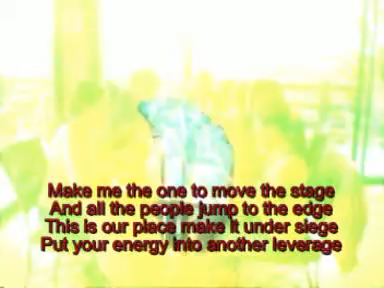 Make me the one to move the stage
And all the people jump to the edge
This is our place make it under siege
Put your energy into another leverage